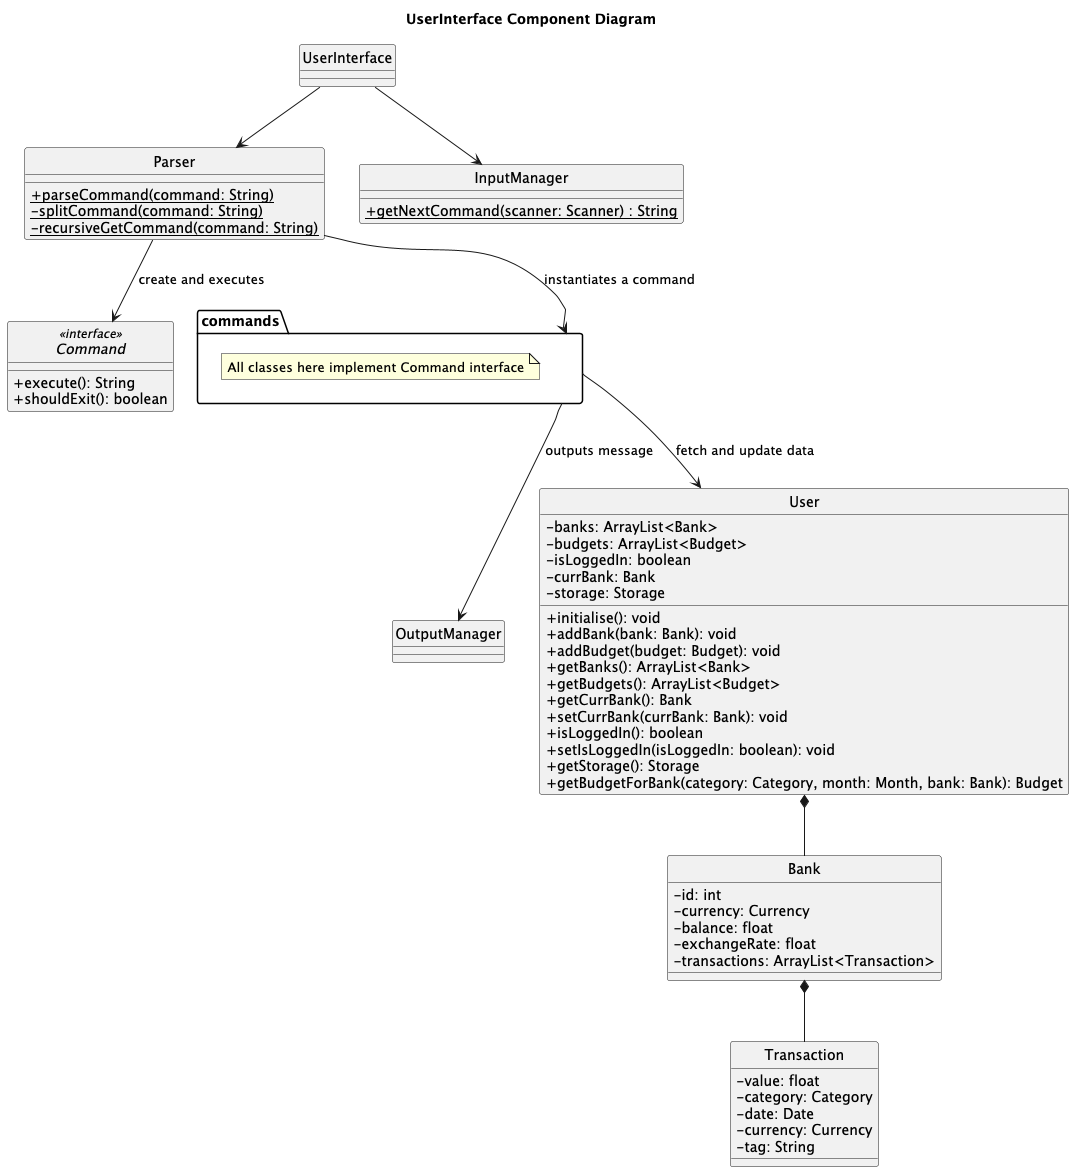 UserInterface Component Diagram
UserInterface
Parser
+parseCommand(command: String)
-splitCommand(command: String)
-recursiveGetCommand(command: String)
InputManager
+getNextCommand(scanner: Scanner) : String
create and executes
instantiates a command
«interface»
Command
+execute(): String
+shouldExit(): boolean
commands
All classes here implement Command interface
outputs message
fetch and update data
OutputManager
User
-banks: ArrayList<Bank>
-budgets: ArrayList<Budget>
-isLoggedIn: boolean
-currBank: Bank
-storage: Storage
+initialise(): void
+addBank(bank: Bank): void
+addBudget(budget: Budget): void
+getBanks(): ArrayList<Bank>
+getBudgets(): ArrayList<Budget>
+getCurrBank(): Bank
+setCurrBank(currBank: Bank): void
+isLoggedIn(): boolean
+setIsLoggedIn(isLoggedIn: boolean): void
+getStorage(): Storage
+getBudgetForBank(category: Category, month: Month, bank: Bank): Budget
Bank
-id: int
-currency: Currency
-balance: float
-exchangeRate: float
-transactions: ArrayList<Transaction>
Transaction
-value: float
-category: Category
-date: Date
-currency: Currency
-tag: String